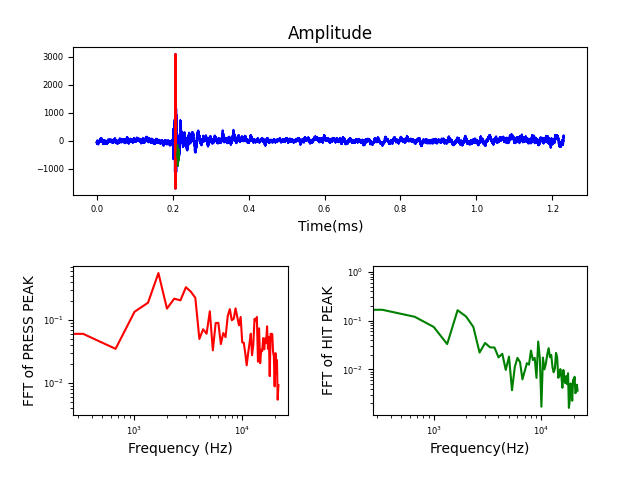 Amplitude
3000
2000
1000
0
−1000
0.0 0.2 0.4 0.6 0.8 1.0 1.2
Time(ms)
FFT of PRESS PEAK
10⁻¹
10⁻²
10³ 10⁴
Frequency (Hz)
FFT of HIT PEAK
10⁰
10⁻¹
10⁻²
10³ 10⁴
Frequency(Hz)